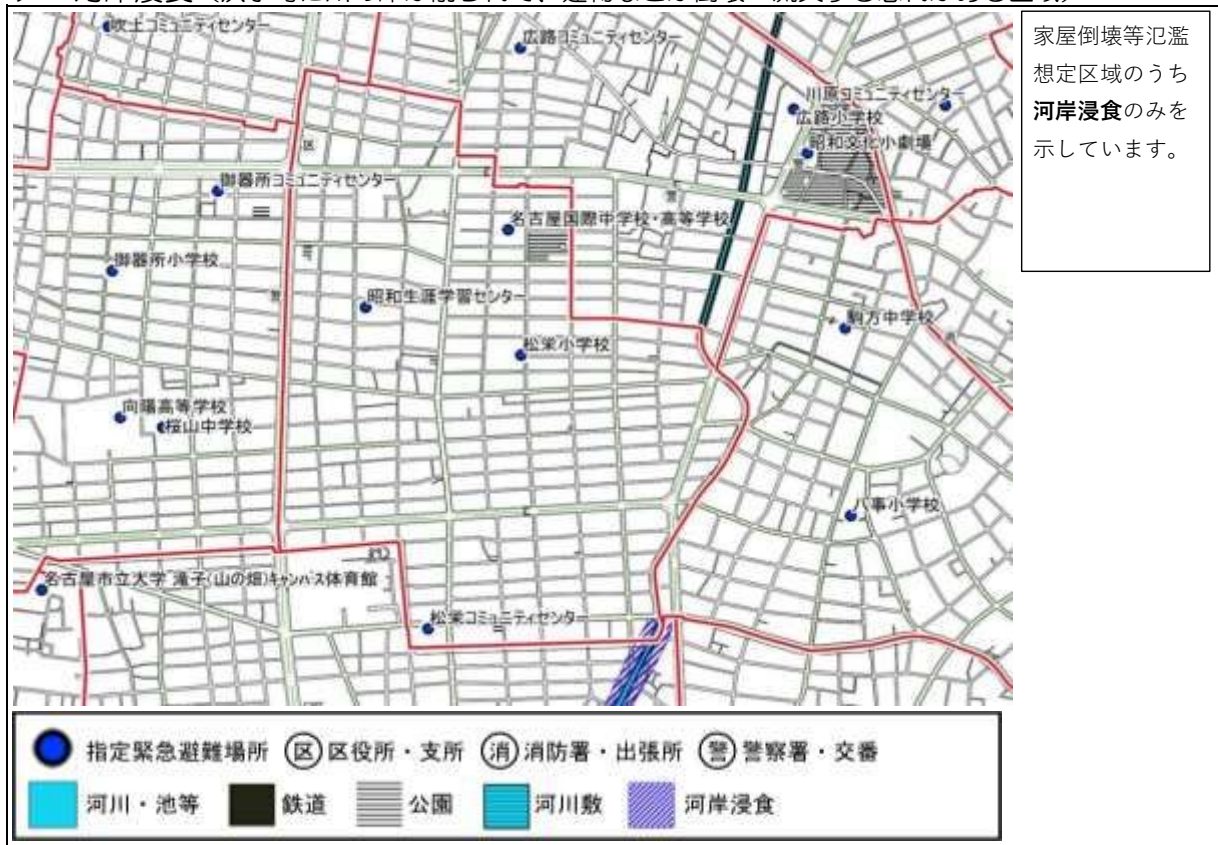 吹上コミュニティセンター
広路コミュニティセンター
川原コミュニティセンター
広路小学校
昭和文化小劇場
区
御器所コミュニティセンター
名古屋国際中学校・高等学校
御器所小学校
昭和生涯学習センター
駒方中学校
松栄小学校
向陽高等学校
桜山中学校
八事小学校
名古屋市立大学 滝子(山の畑)キャンパス体育館
松栄コミュニティセンター
家屋倒壊等氾濫
想定区域のうち
河岸浸食のみを
示しています。
指定緊急避難場所 区 区役所・支所 消 消防署・出張所 警 警察署・交番
河川・池等 鉄道 公園 河川敷 河岸浸食